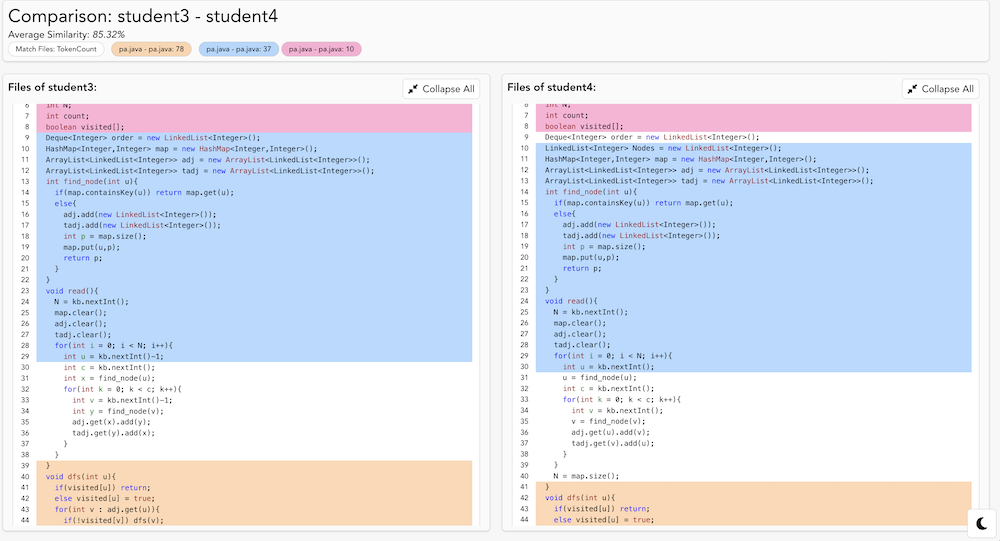 Comparison: student3 - student4
Average Similarity: 85.32%
Match Files: TokenCount
pa.java - pa.java: 78
pa.java - pa.java: 37
pa.java - pa.java: 10
Files of student3:
Collapse All
6 int N;
7 int count;
8 boolean visited[];
9 Deque<Integer> order = new LinkedList<Integer>();
10 HashMap<Integer,Integer> map = new HashMap<Integer,Integer>();
11 ArrayList<LinkedList<Integer>> adj = new ArrayList<LinkedList<Integer>>();
12 ArrayList<LinkedList<Integer>> tadj = new ArrayList<LinkedList<Integer>>();
13 int find_node(int u){
14 if(map.containsKey(u)) return map.get(u);
15 else{
16 adj.add(new LinkedList<Integer>());
17 tadj.add(new LinkedList<Integer>());
18 int p = map.size();
19 map.put(u,p);
20 return p;
21 }
22 }
23 void read(){
24 N = kb.nextInt();
25 map.clear();
26 adj.clear();
27 tadj.clear();
28 for(int i = 0; i < N; i++){
29 int u = kb.nextInt()-1;
30 int c = kb.nextInt();
31 int x = find_node(u);
32 for(int k = 0; k < c; k++){
33 int v = kb.nextInt()-1;
34 int y = find_node(v);
35 adj.get(x).add(y);
36 tadj.get(y).add(x);
37 }
38 }
39 }
40 void dfs(int u){
41 if(visited[u]) return;
42 else visited[u] = true;
43 for(int v : adj.get(u)){
44 if(!visited[v]) dfs(v);
Files of student4:
Collapse All
6 int N;
7 int count;
8 boolean visited[];
9 Deque<Integer> order = new LinkedList<Integer>();
10 LinkedList<Integer> Nodes = new LinkedList<Integer>();
11 HashMap<Integer,Integer> map = new HashMap<Integer,Integer>();
12 ArrayList<LinkedList<Integer>> adj = new ArrayList<LinkedList<Integer>>();
13 ArrayList<LinkedList<Integer>> tadj = new ArrayList<LinkedList<Integer>>();
14 int find_node(int u){
15 if(map.containsKey(u)) return map.get(u);
16 else{
17 adj.add(new LinkedList<Integer>());
18 tadj.add(new LinkedList<Integer>());
19 int p = map.size();
20 map.put(u,p);
21 return p;
22 }
23 }
24 void read(){
25 N = kb.nextInt();
26 map.clear();
27 adj.clear();
28 tadj.clear();
29 for(int i = 0; i < N; i++){
30 int u = kb.nextInt();
31 u = find_node(u);
32 int c = kb.nextInt();
33 for(int k = 0; k < c; k++){
34 int v = kb.nextInt();
35 v = find_node(v);
36 adj.get(u).add(v);
37 tadj.get(v).add(u);
38 }
39 }
40 N = map.size();
41 }
42 void dfs(int u){
43 if(visited[u]) return;
44 else visited[u] = true;